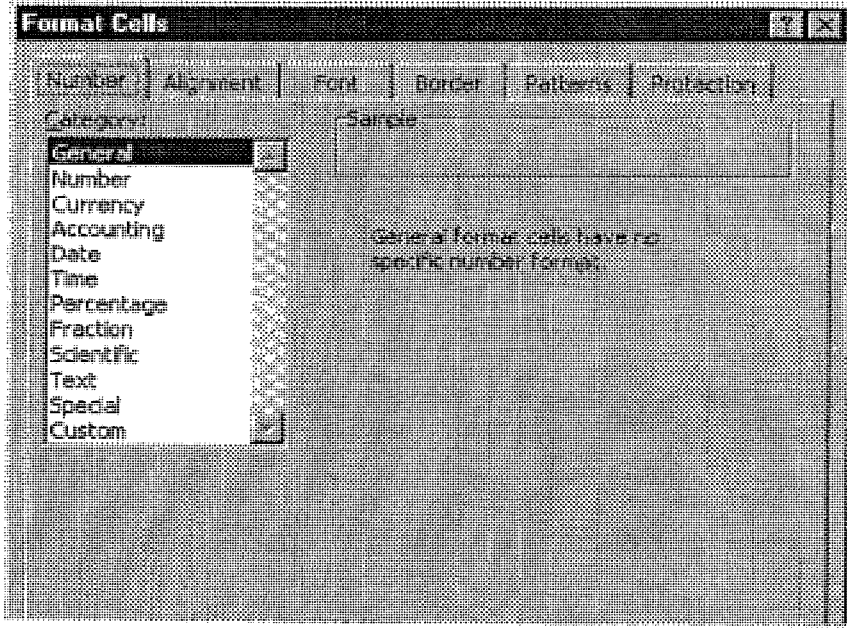 Format Cells
Number Alignment Font Border Patterns Protection
Category:
Sample
General
Number
Currency
Accounting
Date
Time
Percentage
Fraction
Scientific
Text
Special
Custom
General format cells have no
specific number format.